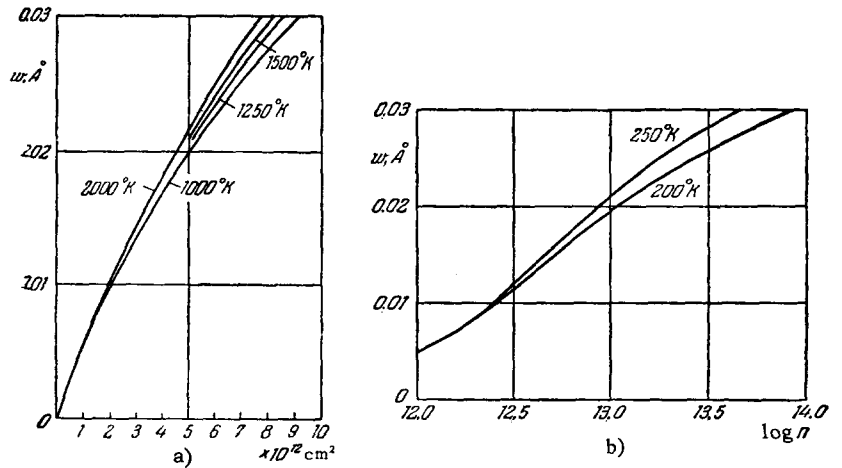 0.03
w, Å
0.02
0.01
0
1500°K
1250°K
2000°K
1000°K
1 2 3 4 5 6 7 8 9 10
×10¹² cm²
a)
0.03
w, Å
0.02
0.01
0
250°K
200°K
12.0 12.5 13.0 13.5 14.0
log n
b)